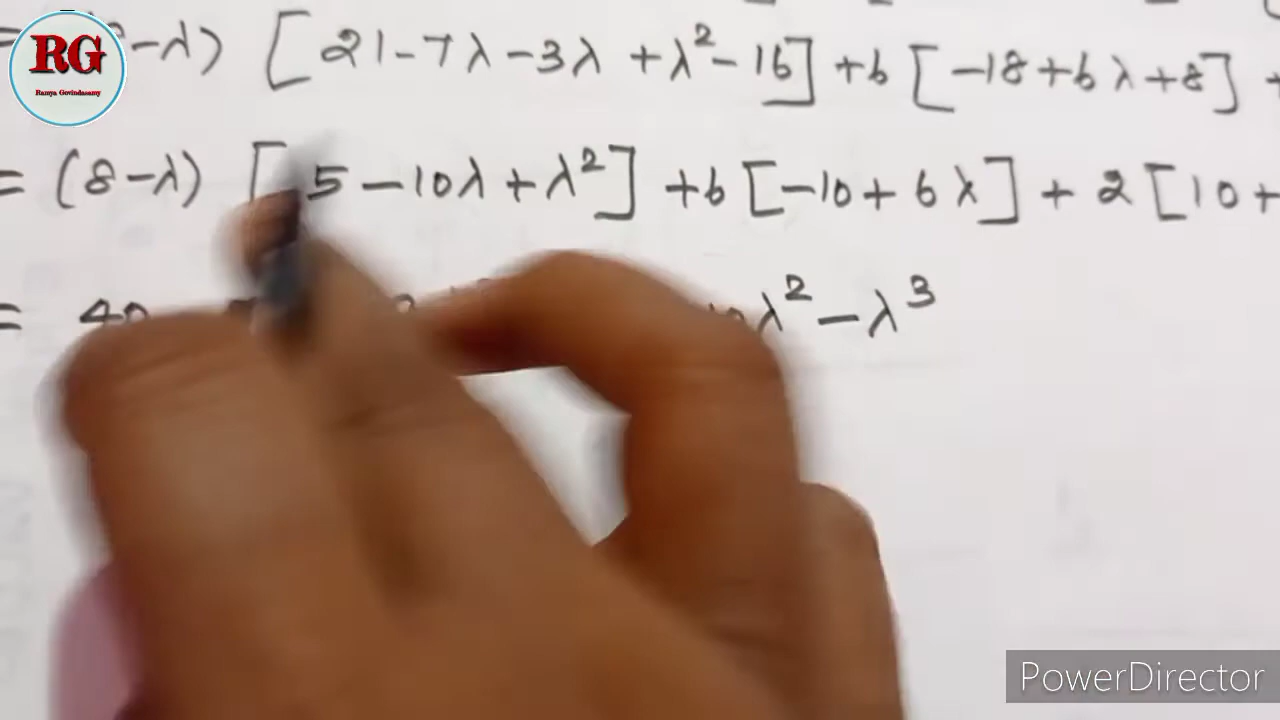 RG
Ramya Govindasamy
= -λ) [21-7λ-3λ+λ²-16] +6 [-18+6λ+8] +
= (8-λ) [5-10λ+λ²] +6 [-10+6λ] + 2 [10+
= 40 λ² - λ³
PowerDirector